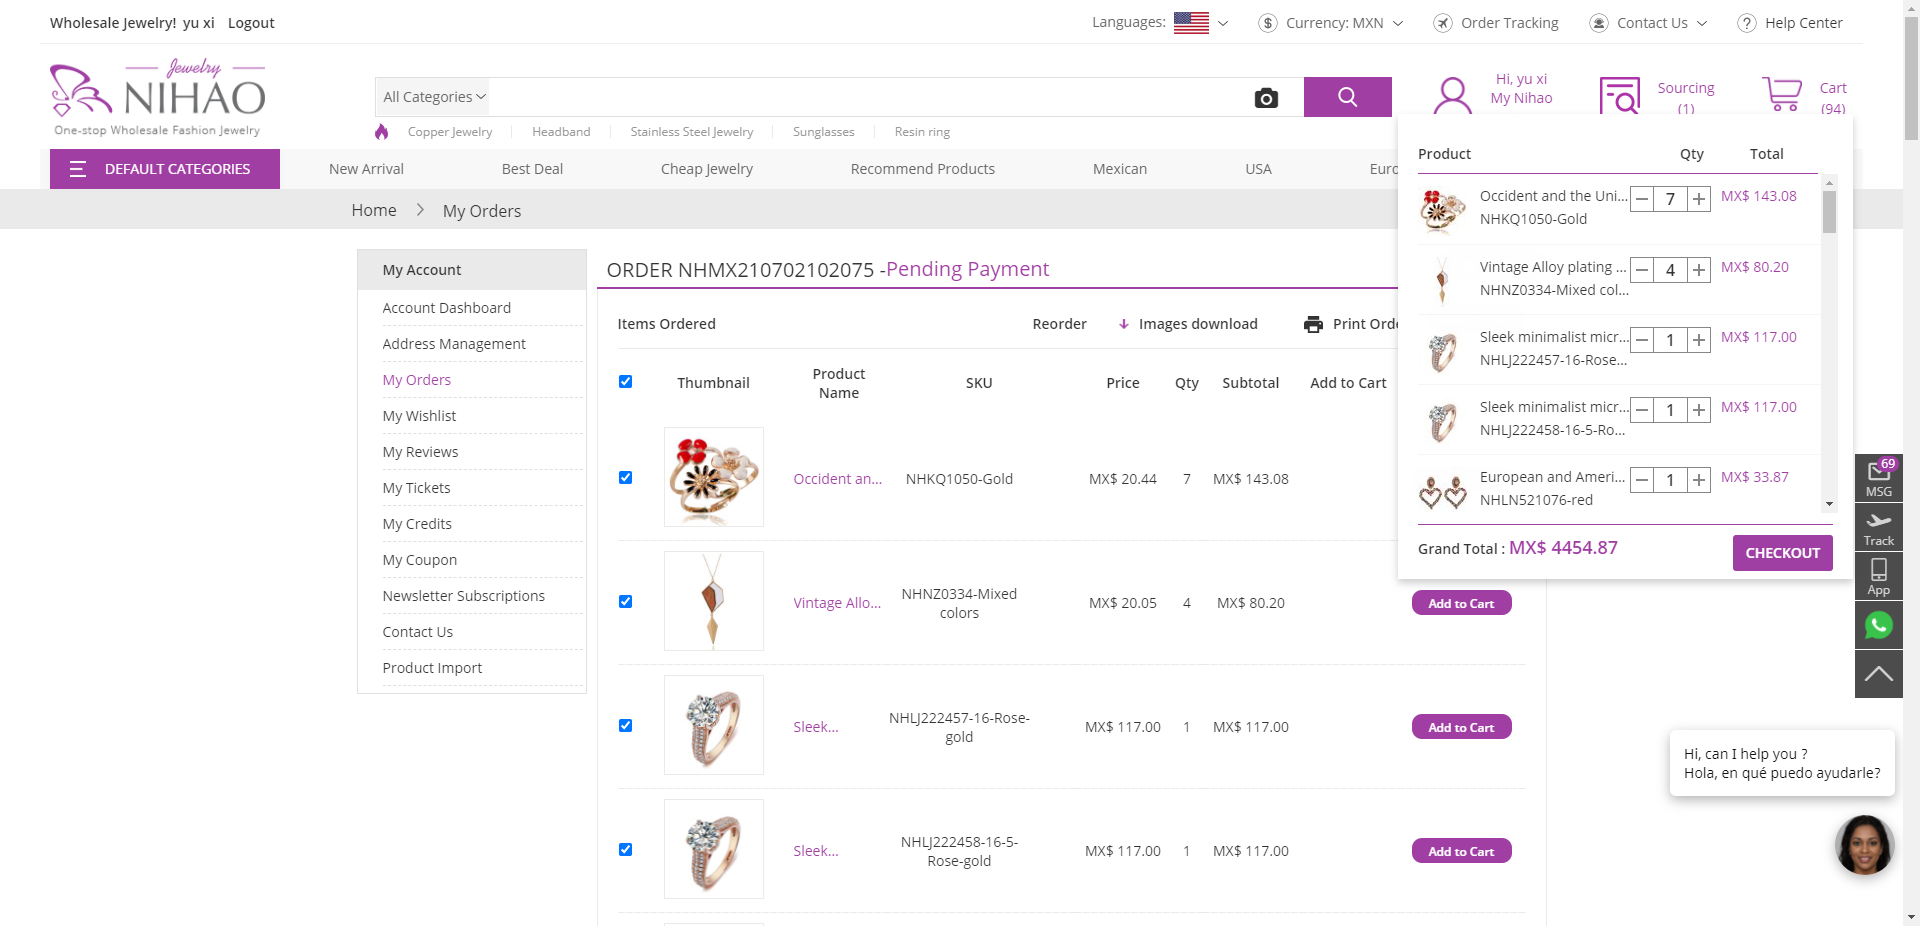 Wholesale Jewelry! yu xi Logout
Languages:
$ Currency: MXN
Order Tracking
Contact Us
? Help Center
Jewelry
NIHAO
One-stop Wholesale Fashion Jewelry
All Categories
Hi, yu xi
My Nihao
Sourcing
(1)
Cart
(94)
Copper Jewelry
Headband
Stainless Steel Jewelry
Sunglasses
Resin ring
DEFAULT CATEGORIES
New Arrival
Best Deal
Cheap Jewelry
Recommend Products
Mexican
USA
Euro
Home
My Orders
Product Qty Total
Occident and the Uni... 7 MX$ 143.08
NHKQ1050-Gold
Vintage Alloy plating ... 4 MX$ 80.20
NHNZ0334-Mixed col...
Sleek minimalist micr... 1 MX$ 117.00
NHLJ222457-16-Rose...
Sleek minimalist micr... 1 MX$ 117.00
NHLJ222458-16-5-Ro...
European and Ameri... 1 MX$ 33.87
NHLN521076-red
Grand Total : MX$ 4454.87
CHECKOUT
My Account
Account Dashboard
Address Management
My Orders
My Wishlist
My Reviews
My Tickets
My Credits
My Coupon
Newsletter Subscriptions
Contact Us
Product Import
ORDER NHMX210702102075 -Pending Payment
Items Ordered
Reorder
Images download
Print Orde
Thumbnail
Product
Name
SKU
Price
Qty
Subtotal
Add to Cart
Occident an... NHKQ1050-Gold MX$ 20.44 7 MX$ 143.08
Vintage Allo... NHNZ0334-Mixed
colors
MX$ 20.05 4 MX$ 80.20 Add to Cart
Sleek... NHLJ222457-16-Rose-
gold
MX$ 117.00 1 MX$ 117.00 Add to Cart
Sleek... NHLJ222458-16-5-
Rose-gold
MX$ 117.00 1 MX$ 117.00 Add to Cart
69
MSG
Track
App
Hi, can I help you ?
Hola, en qué puedo ayudarle?